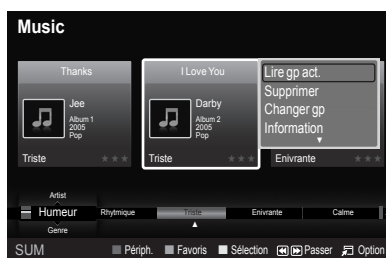 Music
Thanks
Jee
Album 1
2005
Pop
Triste
I Love You
Darby
Album 2
2005
Pop
Triste
Lire gp act.
Supprimer
Changer gp
Information
Enivrante
Artist
Humeur
Genre
Rhytmique
Triste
Enivrante
Calme
SUM
Périph.
Favoris
Sélection
Passer
Option